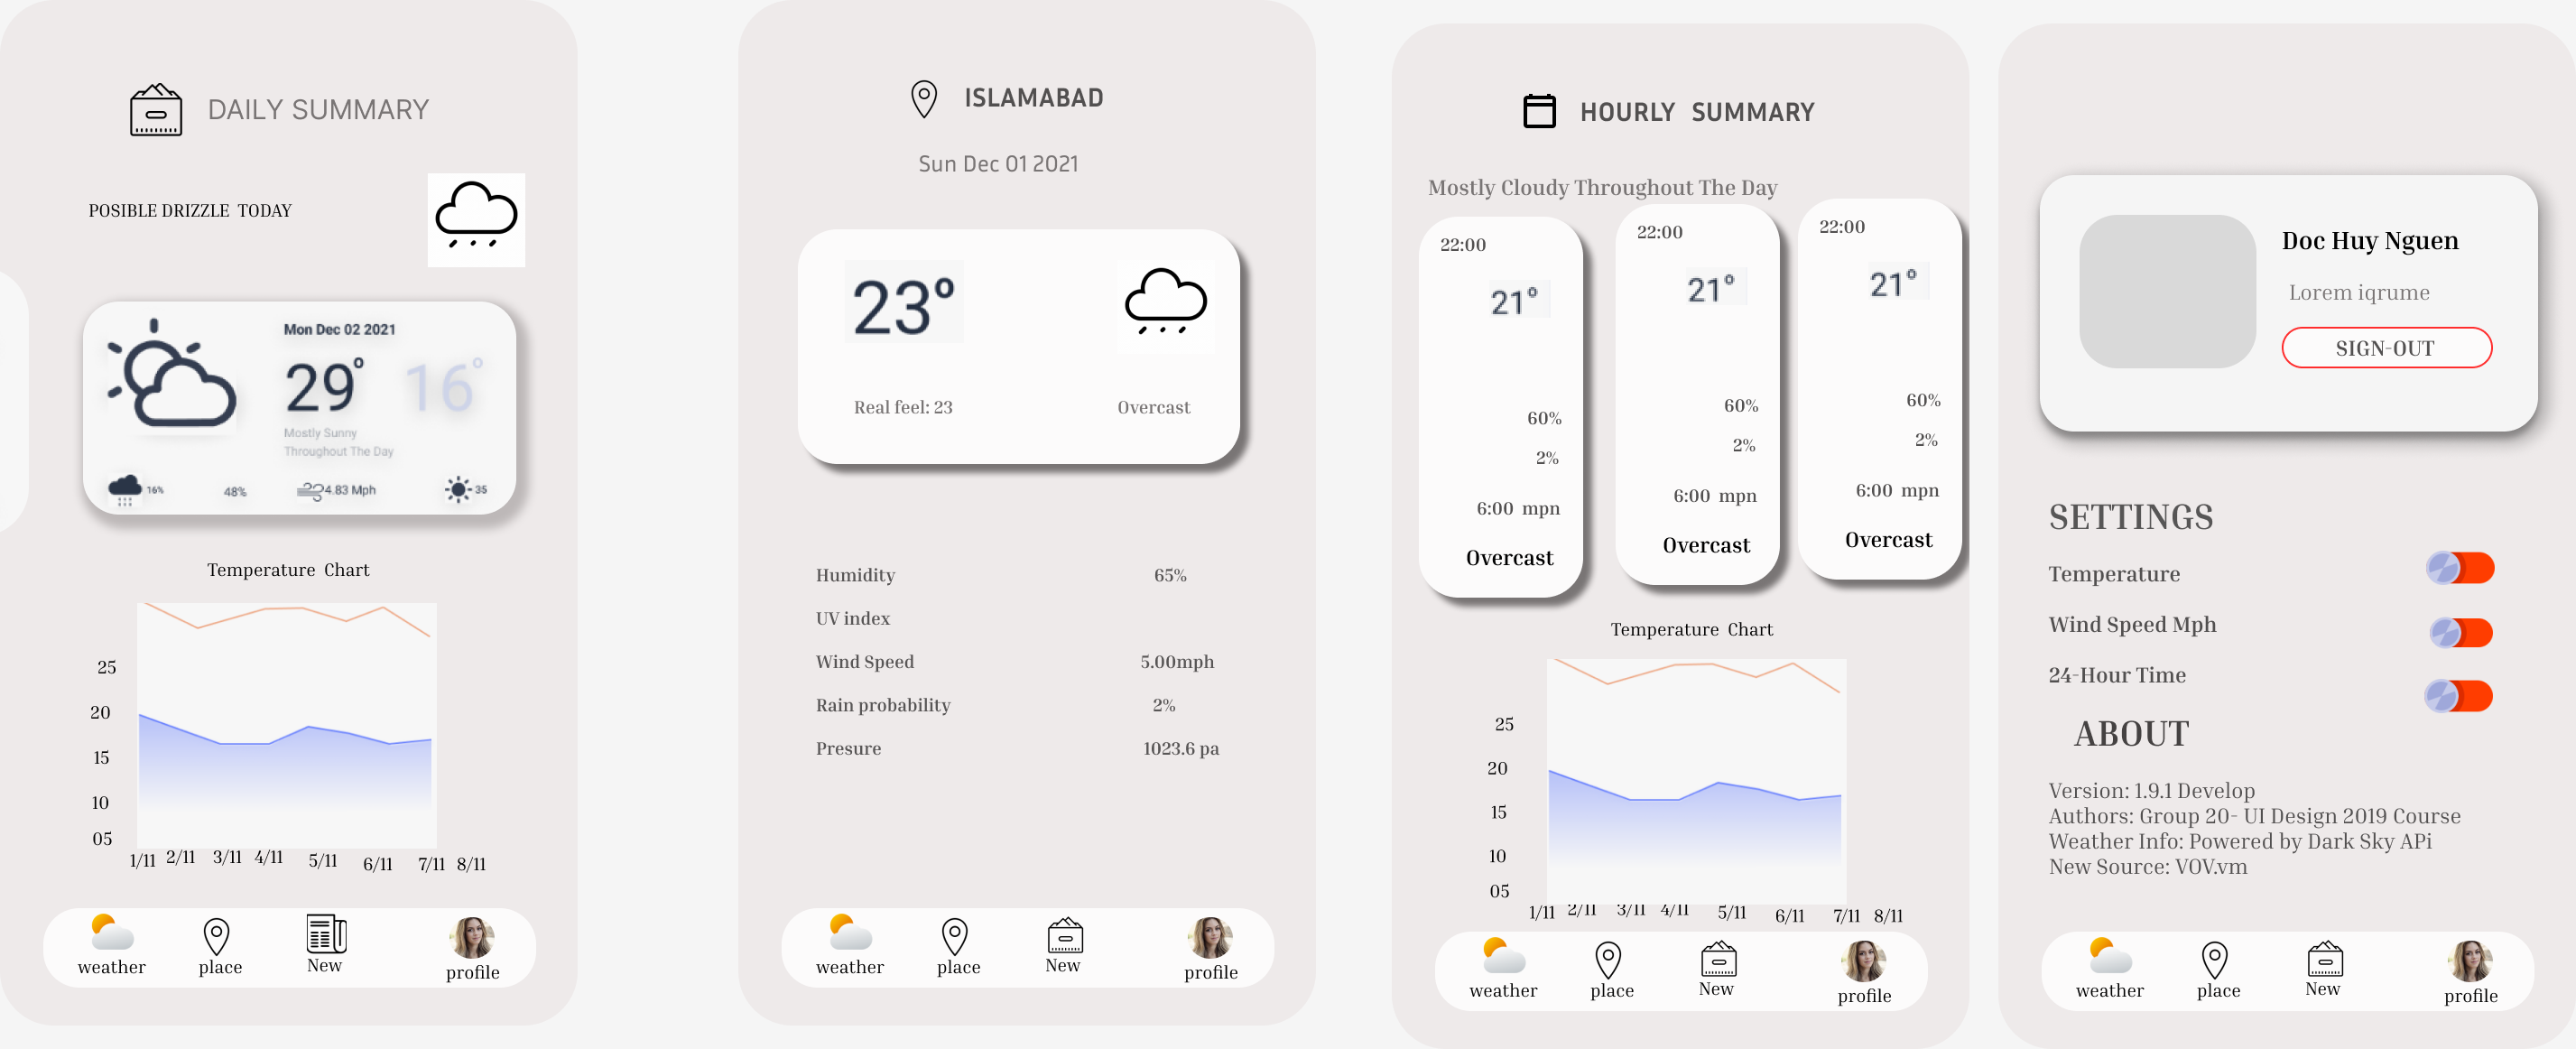 DAILY SUMMARY
POSIBLE DRIZZLE TODAY
Mon Dec 02 2021
29° 16°
Mostly Sunny
Throughout The Day
16% 48% 4.83 Mph 35
Temperature Chart
25
20
15
10
05
1/11 2/11 3/11 4/11 5/11 6/11 7/11 8/11
weather place New profile
ISLAMABAD
Sun Dec 01 2021
23°
Real feel: 23 Overcast
Humidity 65%
UV index
Wind Speed 5.00mph
Rain probability 2%
Presure 1023.6 pa
weather place New profile
HOURLY SUMMARY
Mostly Cloudy Throughout The Day
22:00
21°
60%
2%
6:00 mpn
Overcast
22:00
21°
60%
2%
6:00 mpn
Overcast
22:00
21°
60%
2%
6:00 mpn
Overcast
Temperature Chart
25
20
15
10
05
1/11 2/11 3/11 4/11 5/11 6/11 7/11 8/11
weather place New profile
Doc Huy Nguen
Lorem iqrume
SIGN-OUT
SETTINGS
Temperature
Wind Speed Mph
24-Hour Time
ABOUT
Version: 1.9.1 Develop
Authors: Group 20- UI Design 2019 Course
Weather Info: Powered by Dark Sky APi
New Source: VOV.vm
weather place New profile